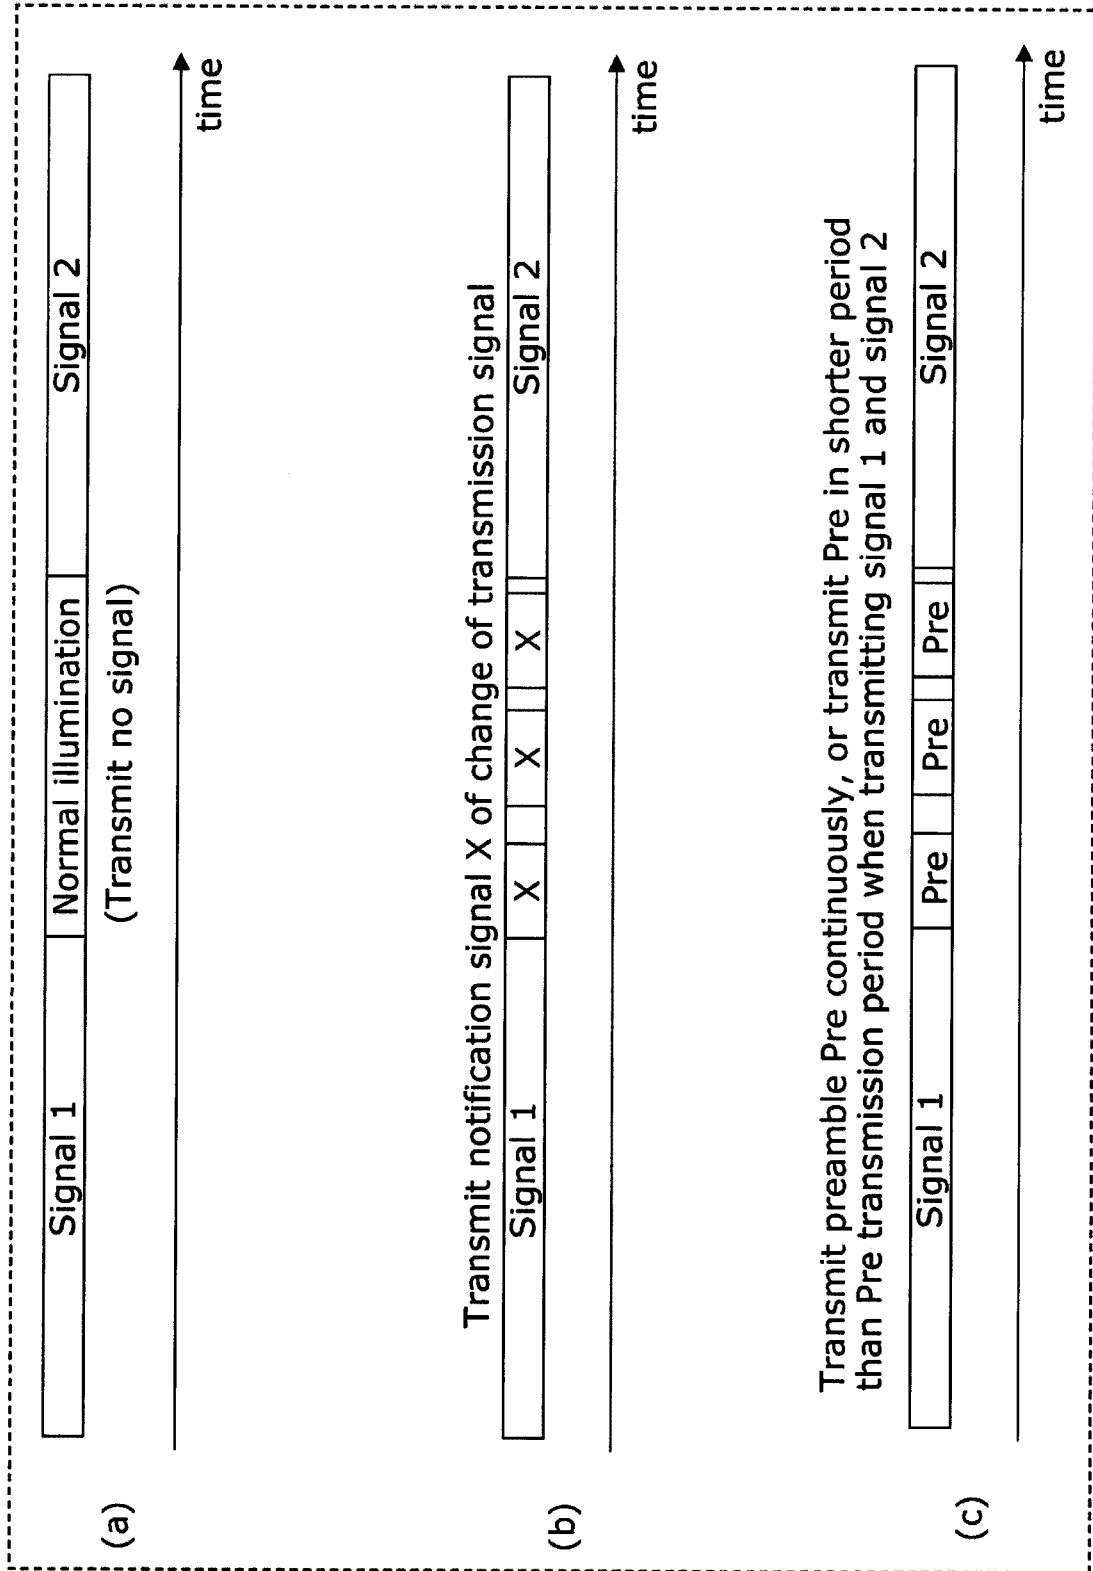 (a)
Signal 1 Normal illumination Signal 2
(Transmit no signal)
time
(b)
Transmit notification signal X of change of transmission signal
Signal 1 X X X Signal 2
time
(c)
Transmit preamble Pre continuously, or transmit Pre in shorter period
than Pre transmission period when transmitting signal 1 and signal 2
Signal 1 Pre Pre Pre Signal 2
time